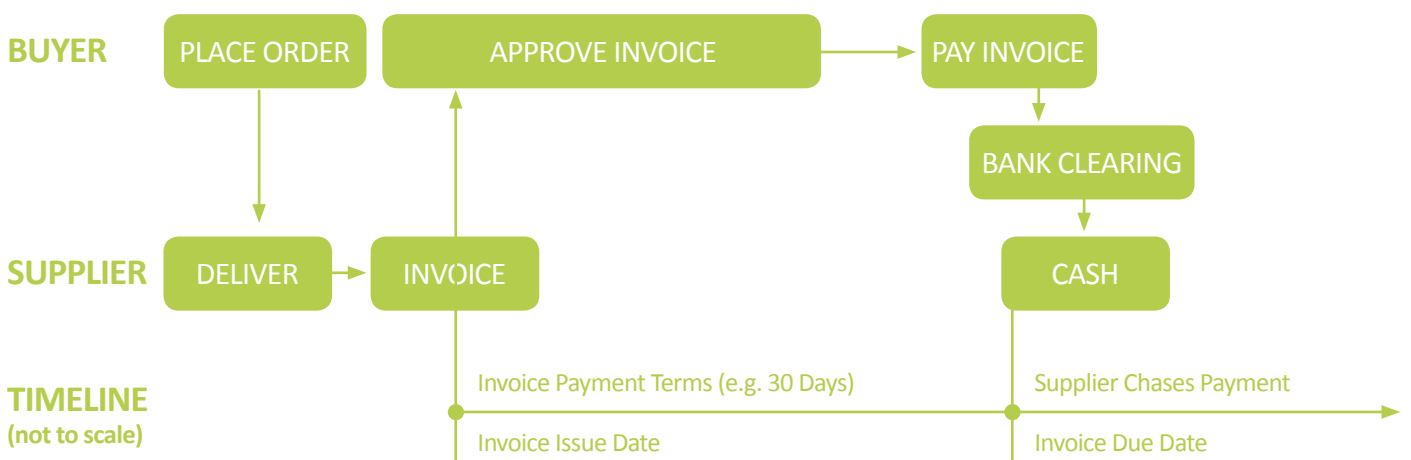 BUYER
PLACE ORDER
APPROVE INVOICE
PAY INVOICE
BANK CLEARING
SUPPLIER
DELIVER
INVOICE
CASH
TIMELINE
(not to scale)
Invoice Payment Terms (e.g. 30 Days)
Supplier Chases Payment
Invoice Issue Date
Invoice Due Date